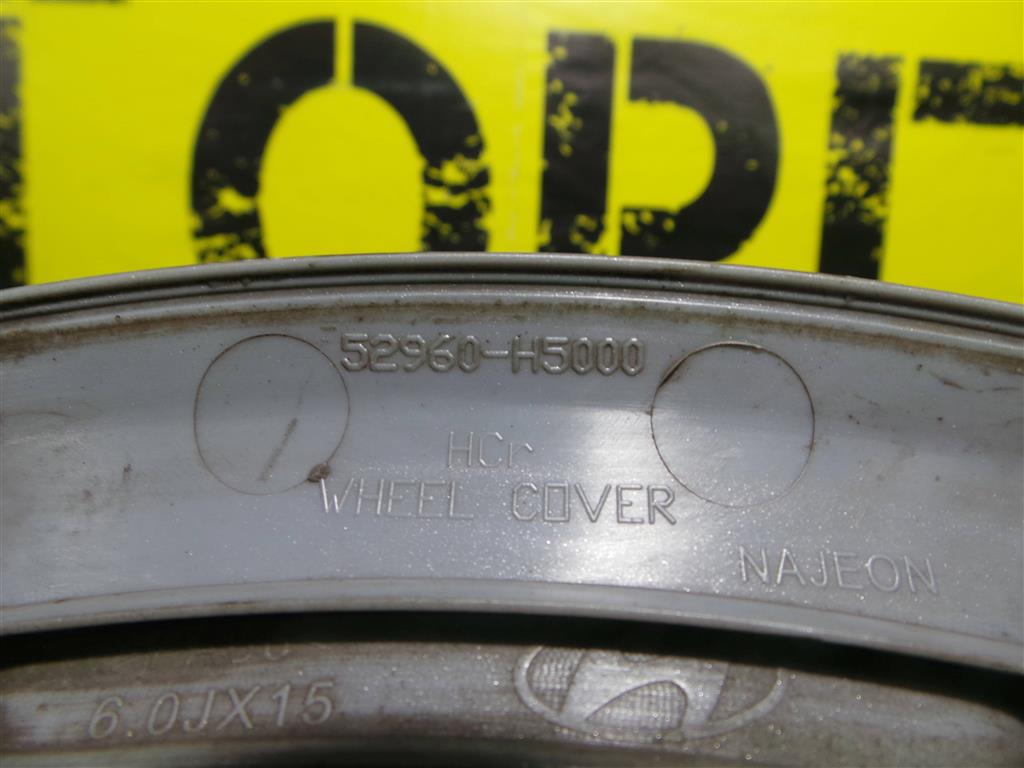 52960-H5000
HCr
WHEEL COVER
NAJEON
6.0JX15